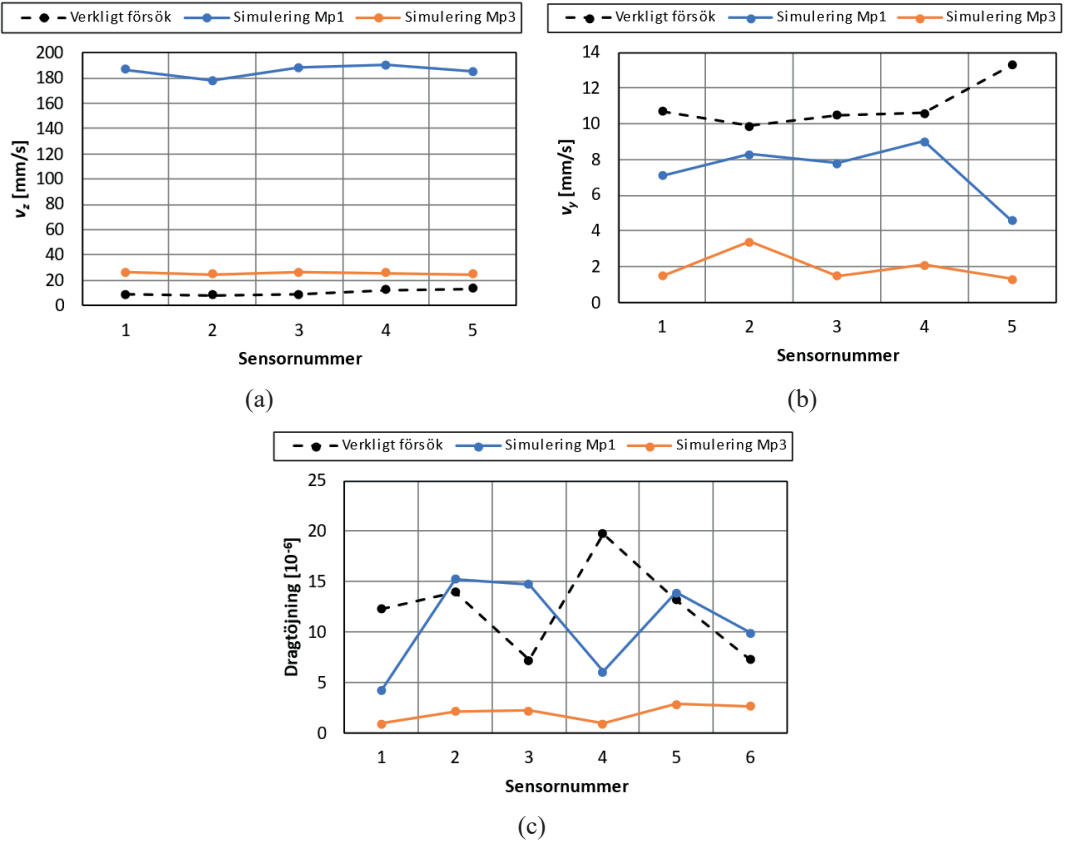 Verkligt försök Simulering Mp1 Simulering Mp3
200
180
160
140
120
100
80
60
40
20
0
v_z [mm/s]
1 2 3 4 5
Sensornummer
(a)
Verkligt försök Simulering Mp1 Simulering Mp3
14
12
10
8
6
4
2
0
v_y [mm/s]
1 2 3 4 5
Sensornummer
(b)
Verkligt försök Simulering Mp1 Simulering Mp3
25
20
15
10
5
0
Dragtöjning [10⁻⁶]
1 2 3 4 5 6
Sensornummer
(c)